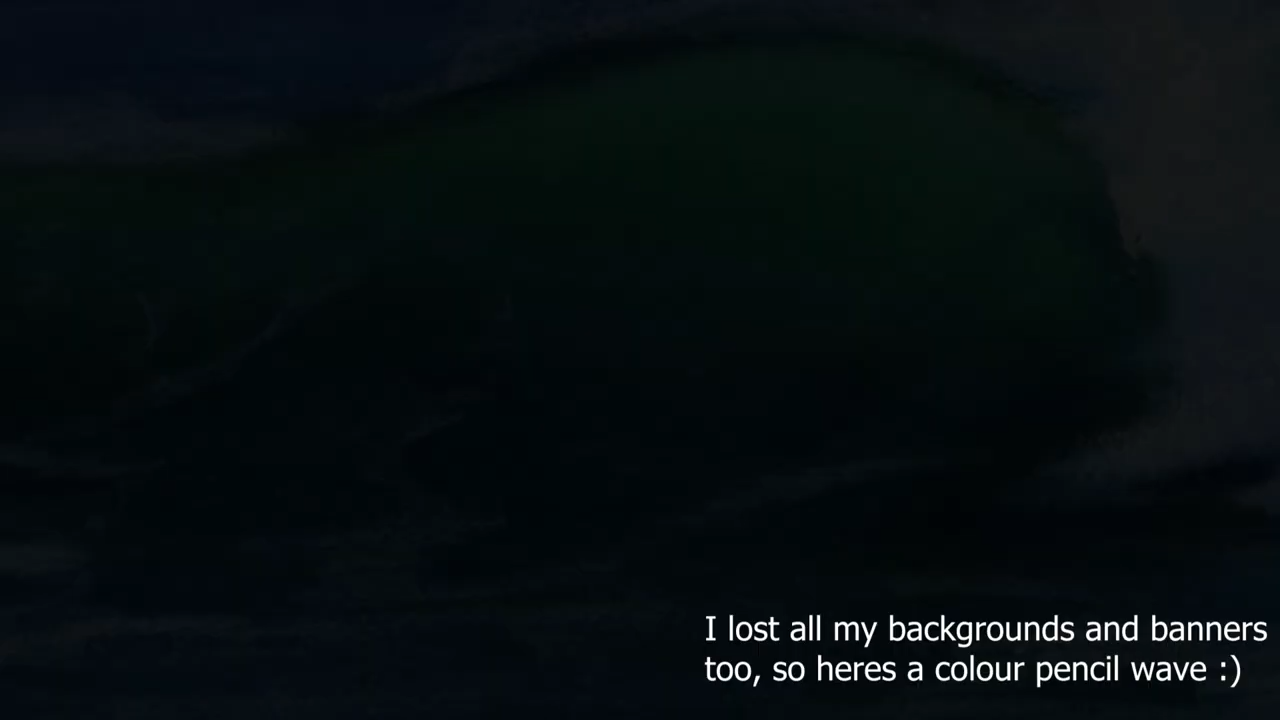 I lost all my backgrounds and banners
too, so heres a colour pencil wave :)